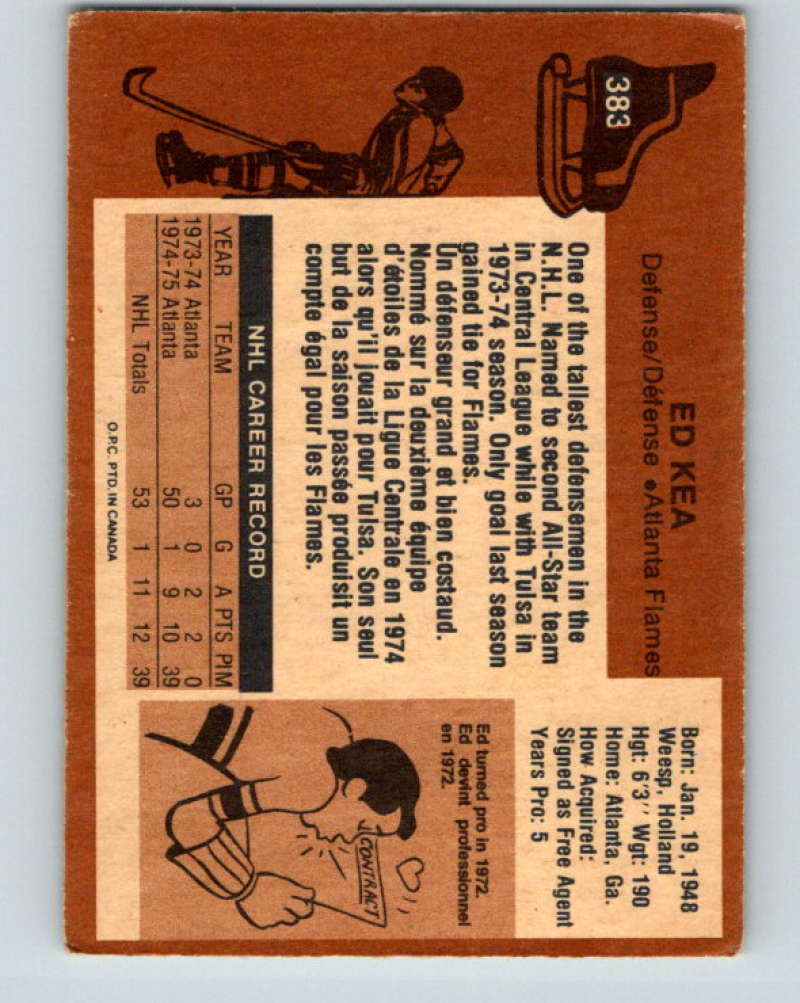 383
ED KEA
Defense/Défense •Atlanta Flames
Born: Jan. 19, 1948
Weesp, Holland
Hgt: 6'3" Wgt: 190
Home: Atlanta, Ga.
How Acquired:
Signed as Free Agent
Years Pro: 5
One of the tallest defensemen in the
N.H.L. Named to second All-Star team
in Central League while with Tulsa in
1973-74 season. Only goal last season
gained tie for Flames.
Un défenseur grand et bien costaud.
Nommé sur la deuxième équipe
d'étoiles de la Ligue Centrale en 1974
alors qu'il jouait pour Tulsa. Son seul
but de la saison passée produisit un
compte égal pour les Flames.
NHL CAREER RECORD
YEAR TEAM GP G A PTS PIM
1973-74 Atlanta 3 0 2 2 0
1974-75 Atlanta 50 1 9 10 39
NHL Totals 53 1 11 12 39
O.P.C. PTD. IN CANADA
Ed turned pro in 1972.
Ed devint professionnel
en 1972.
CONTRACT